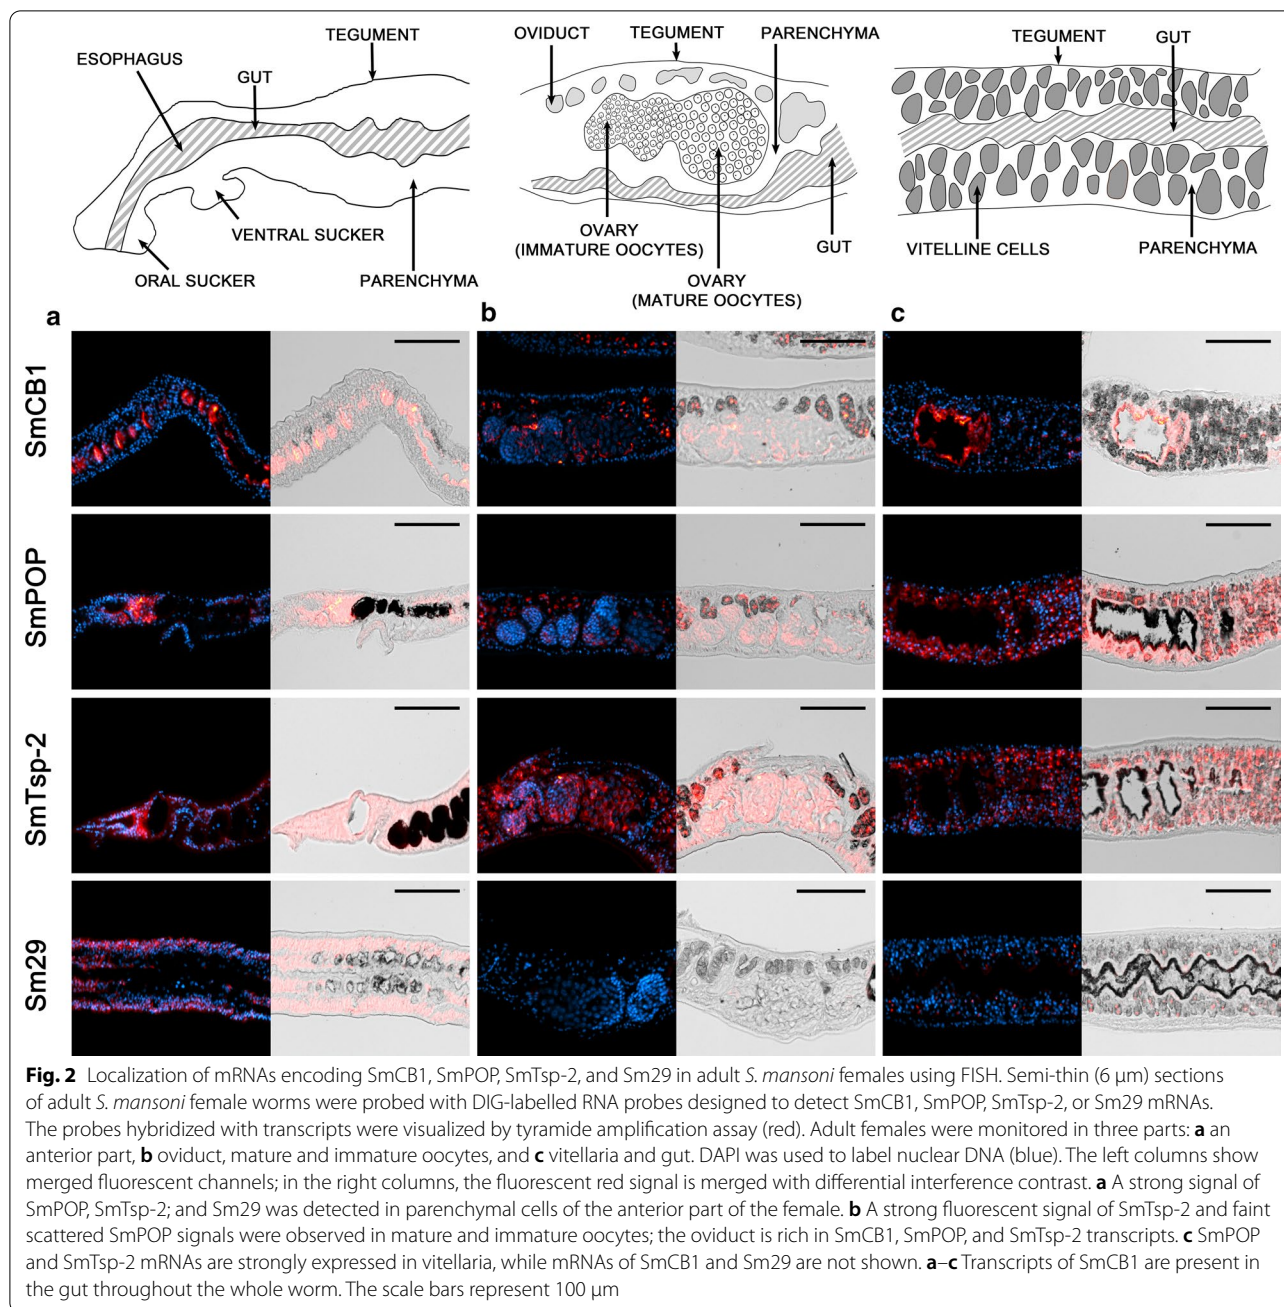 TEGUMENT
ESOPHAGUS
GUT
VENTRAL SUCKER
ORAL SUCKER
PARENCHYMA
OVIDUCT
TEGUMENT
PARENCHYMA
OVARY
(IMMATURE OOCYTES)
GUT
OVARY
(MATURE OOCYTES)
TEGUMENT
GUT
VITELLINE CELLS
PARENCHYMA
a
b
c
SmCB1
SmPOP
SmTsp-2
Sm29
Fig. 2 Localization of mRNAs encoding SmCB1, SmPOP, SmTsp-2, and Sm29 in adult S. mansoni females using FISH. Semi-thin (6 μm) sections
of adult S. mansoni female worms were probed with DIG-labelled RNA probes designed to detect SmCB1, SmPOP, SmTsp-2, or Sm29 mRNAs.
The probes hybridized with transcripts were visualized by tyramide amplification assay (red). Adult females were monitored in three parts: a an
anterior part, b oviduct, mature and immature oocytes, and c vitellaria and gut. DAPI was used to label nuclear DNA (blue). The left columns show
merged fluorescent channels; in the right columns, the fluorescent red signal is merged with differential interference contrast. a A strong signal of
SmPOP, SmTsp-2; and Sm29 was detected in parenchymal cells of the anterior part of the female. b A strong fluorescent signal of SmTsp-2 and faint
scattered SmPOP signals were observed in mature and immature oocytes; the oviduct is rich in SmCB1, SmPOP, and SmTsp-2 transcripts. c SmPOP
and SmTsp-2 mRNAs are strongly expressed in vitellaria, while mRNAs of SmCB1 and Sm29 are not shown. a–c Transcripts of SmCB1 are present in
the gut throughout the whole worm. The scale bars represent 100 μm